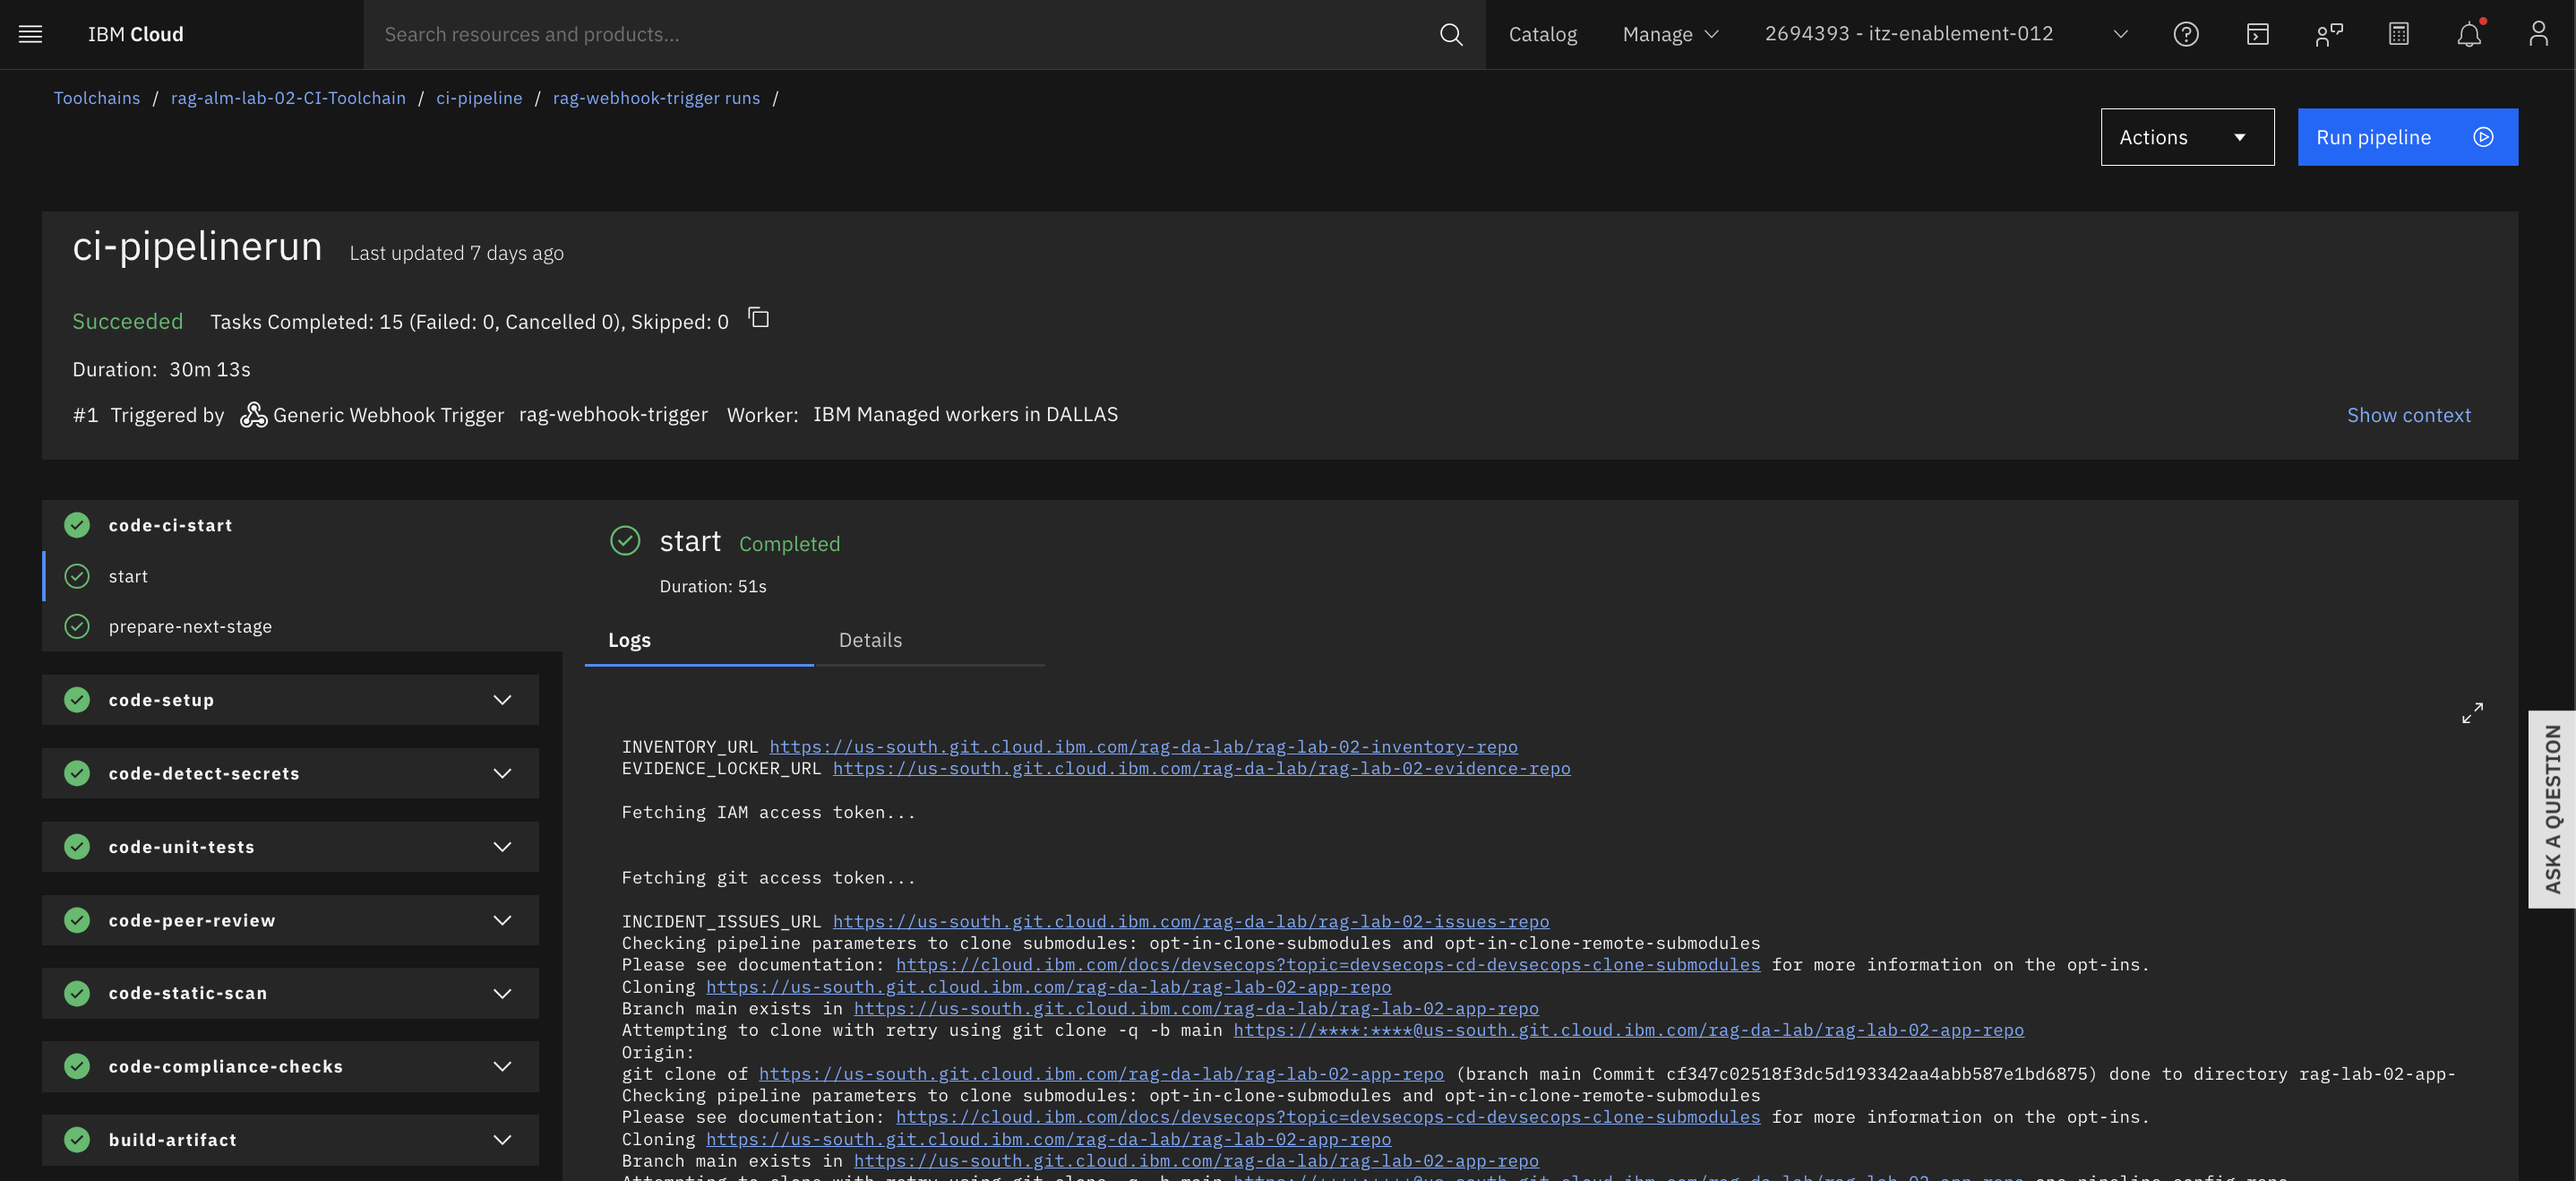 IBM Cloud
Search resources and products...
Catalog
Manage
2694393 - itz-enablement-012
Toolchains / rag-alm-lab-02-CI-Toolchain / ci-pipeline / rag-webhook-trigger runs /
Actions
Run pipeline
ci-pipelinerun Last updated 7 days ago
Succeeded Tasks Completed: 15 (Failed: 0, Cancelled 0), Skipped: 0
Duration: 30m 13s
#1 Triggered by Generic Webhook Trigger rag-webhook-trigger Worker: IBM Managed workers in DALLAS
Show context
code-ci-start
start
prepare-next-stage
code-setup
code-detect-secrets
code-unit-tests
code-peer-review
code-static-scan
code-compliance-checks
build-artifact
start Completed
Duration: 51s
Logs
Details
INVENTORY_URL https://us-south.git.cloud.ibm.com/rag-da-lab/rag-lab-02-inventory-repo
EVIDENCE_LOCKER_URL https://us-south.git.cloud.ibm.com/rag-da-lab/rag-lab-02-evidence-repo
Fetching IAM access token...
Fetching git access token...
INCIDENT_ISSUES_URL https://us-south.git.cloud.ibm.com/rag-da-lab/rag-lab-02-issues-repo
Checking pipeline parameters to clone submodules: opt-in-clone-submodules and opt-in-clone-remote-submodules
Please see documentation: https://cloud.ibm.com/docs/devsecops?topic=devsecops-cd-devsecops-clone-submodules for more information on the opt-ins.
Cloning https://us-south.git.cloud.ibm.com/rag-da-lab/rag-lab-02-app-repo
Branch main exists in https://us-south.git.cloud.ibm.com/rag-da-lab/rag-lab-02-app-repo
Attempting to clone with retry using git clone -q -b main https://****:****@us-south.git.cloud.ibm.com/rag-da-lab/rag-lab-02-app-repo
Origin:
git clone of https://us-south.git.cloud.ibm.com/rag-da-lab/rag-lab-02-app-repo (branch main Commit cf347c02518f3dc5d193342aa4abb587e1bd6875) done to directory rag-lab-02-app-
Checking pipeline parameters to clone submodules: opt-in-clone-submodules and opt-in-clone-remote-submodules
Please see documentation: https://cloud.ibm.com/docs/devsecops?topic=devsecops-cd-devsecops-clone-submodules for more information on the opt-ins.
Cloning https://us-south.git.cloud.ibm.com/rag-da-lab/rag-lab-02-app-repo
Branch main exists in https://us-south.git.cloud.ibm.com/rag-da-lab/rag-lab-02-app-repo
ASK A QUESTION